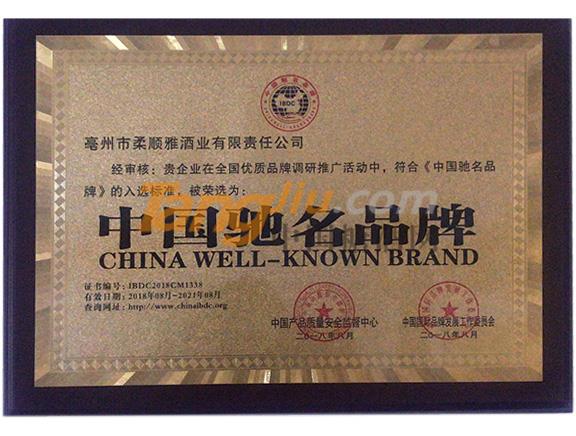 IBDC
亳州市柔顺雅酒业有限责任公司
经审核：贵企业在全国优质品牌调研推广活动中，符合《中国驰名品
牌》的入选标准，被荣选为：
中国驰名品牌
CHINA WELL-KNOWN BRAND
证书编号：IBDC2018CM1338
有效日期：2018年08月-2021年08月
查询网址：http://www.chinaibdc.org
中国产品质量安全监督中心
二〇一八年八月
中国国际品牌发展工作委员会
二〇一八年八月